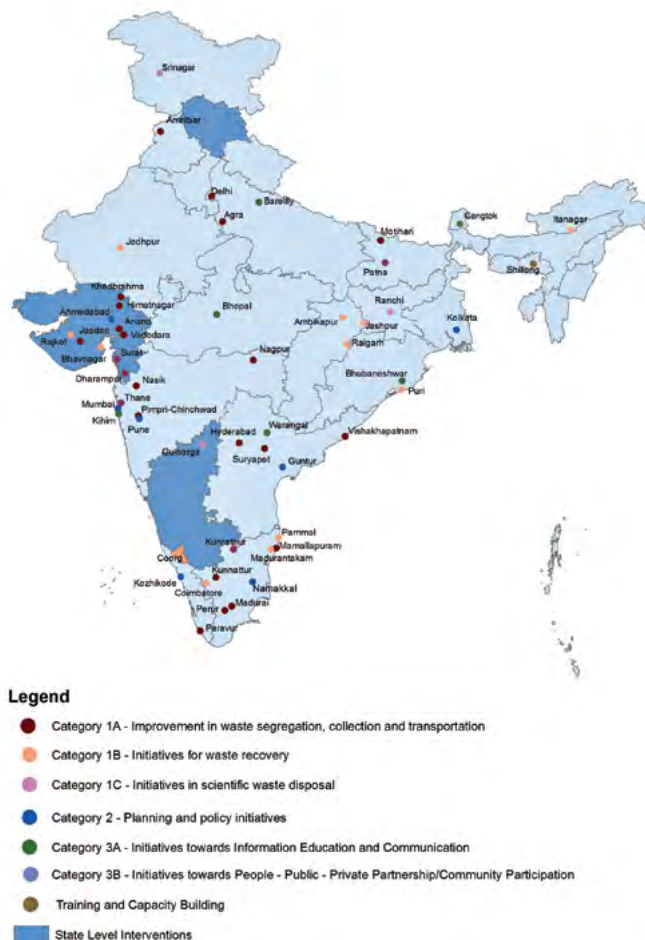 Srinagar
Amritsar
Delhi
Bareilly
Agra
Gangtok
Itanagar
Jodhpur
Motihari
Shillong
Patna
Khedbrahma
Himatnagar
Ahmedabad
Anand
Bhopal
Ranchi
Kolkata
Jasdan
Vadodara
Ambikapur
Jashpur
Rajkot
Bhavnagar
Surat
Nagpur
Raigarh
Dharampur
Nasik
Bhubaneshwar
Puri
Thane
Mumbai
Pimpri-Chinchwad
Kihim
Pune
Hyderabad
Warangal
Vishakhapatnam
Gulbarga
Suryapet
Guntur
Pammal
Mamallapuram
Madurantakam
Coorg
Kunnattur
Kozhikode
Namakkal
Coimbatore
Perur
Madurai
Paravur
Legend
Category 1A - Improvement in waste segregation, collection and transportation
Category 1B - Initiatives for waste recovery
Category 1C - Initiatives in scientific waste disposal
Category 2 - Planning and policy initiatives
Category 3A - Initiatives towards Information Education and Communication
Category 3B - Initiatives towards People - Public - Private Partnership/Community Participation
Training and Capacity Building
State Level Interventions